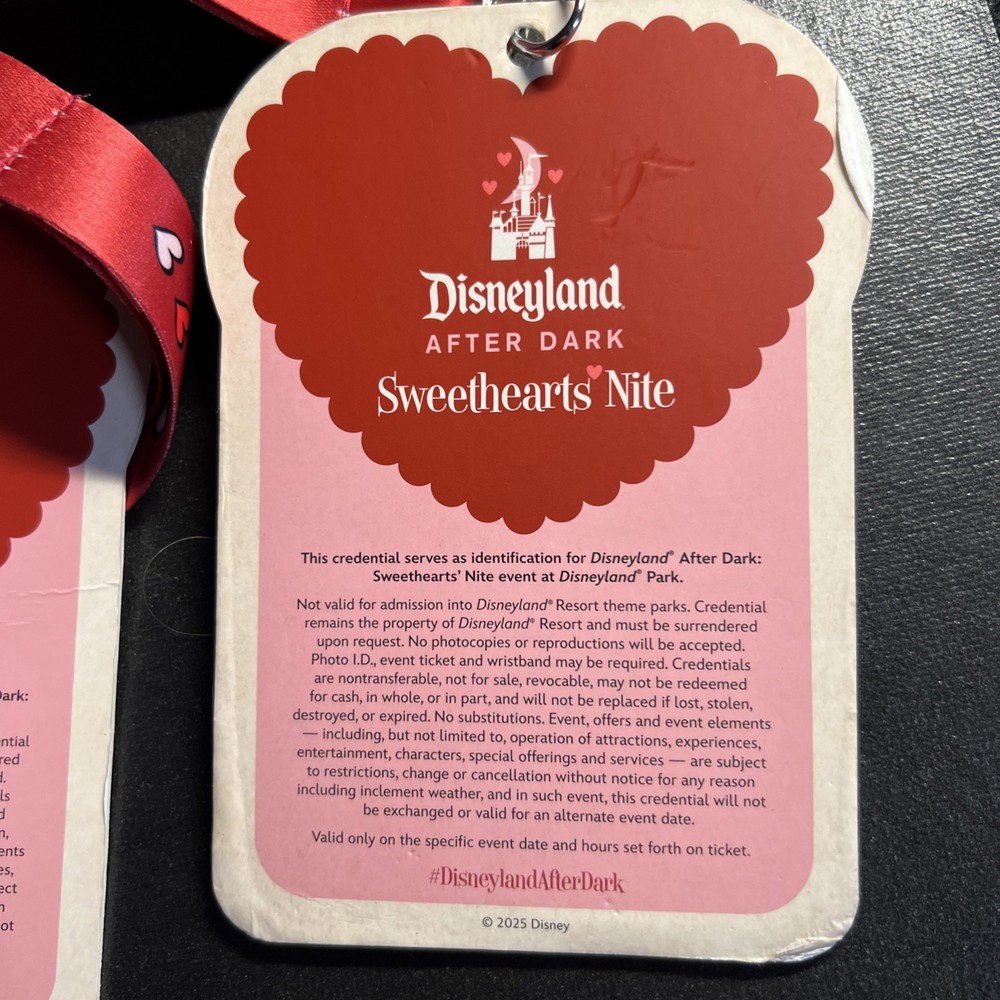 Disneyland
AFTER DARK
Sweethearts' Nite
This credential serves as identification for Disneyland® After Dark:
Sweethearts' Nite event at Disneyland® Park.
Not valid for admission into Disneyland® Resort theme parks. Credential
remains the property of Disneyland® Resort and must be surrendered
upon request. No photocopies or reproductions will be accepted.
Photo I.D., event ticket and wristband may be required. Credentials
are nontransferable, not for sale, revocable, may not be redeemed
for cash, in whole, or in part, and will not be replaced if lost, stolen,
destroyed, or expired. No substitutions. Event, offers and event elements
— including, but not limited to, operation of attractions, experiences,
entertainment, characters, special offerings and services — are subject
to restrictions, change or cancellation without notice for any reason
including inclement weather, and in such event, this credential will not
be exchanged or valid for an alternate event date.
Valid only on the specific event date and hours set forth on ticket.
#DisneylandAfterDark
© 2025 Disney